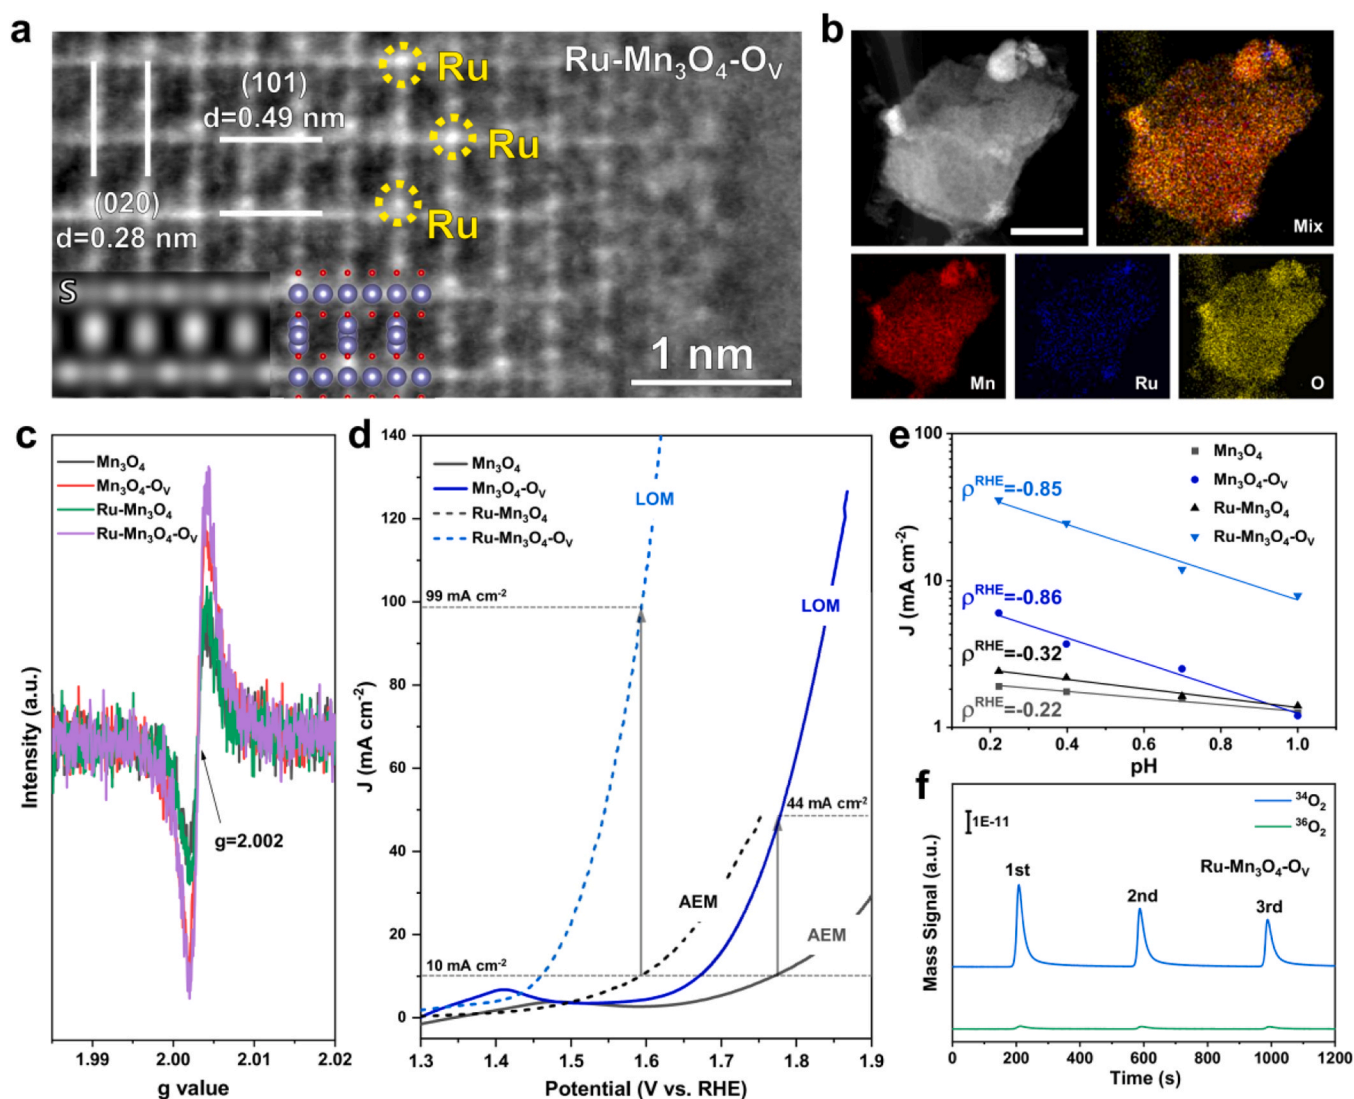 a
Ru-Mn₃O₄-Oᵥ
Ru
(101)
d=0.49 nm
Ru
(020)
d=0.28 nm
Ru
S
1 nm
b
Mix
Mn
Ru
O
c
Mn₃O₄
Mn₃O₄-Oᵥ
Ru-Mn₃O₄
Ru-Mn₃O₄-Oᵥ
g=2.002
Intensity (a.u.)
1.99 2.00 2.01 2.02
g value
d
140
120
100
80
60
40
20
0
J (mA cm⁻²)
Mn₃O₄
Mn₃O₄-Oᵥ
Ru-Mn₃O₄
Ru-Mn₃O₄-Oᵥ
LOM
99 mA cm⁻²
LOM
44 mA cm⁻²
AEM
AEM
10 mA cm⁻²
1.3 1.4 1.5 1.6 1.7 1.8 1.9
Potential (V vs. RHE)
e
100
10
1
J (mA cm⁻²)
Mn₃O₄
Mn₃O₄-Oᵥ
Ru-Mn₃O₄
Ru-Mn₃O₄-Oᵥ
ρᴿᴴᴱ=-0.85
ρᴿᴴᴱ=-0.86
ρᴿᴴᴱ=-0.32
ρᴿᴴᴱ=-0.22
0.2 0.4 0.6 0.8 1.0
pH
f
1E-11
³⁴O₂
³⁶O₂
Ru-Mn₃O₄-Oᵥ
1st
2nd
3rd
Mass Signal (a.u.)
0 200 400 600 800 1000 1200
Time (s)